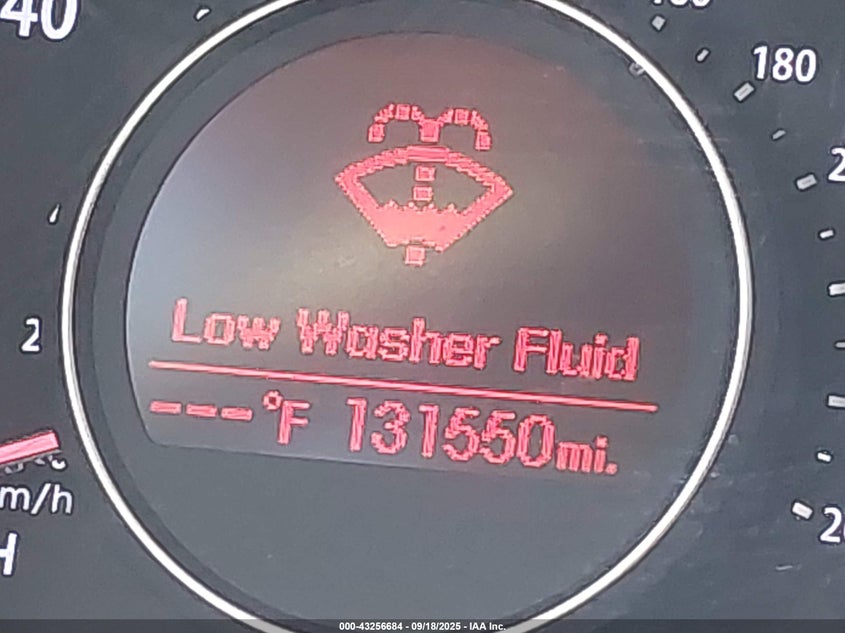 40
180
2
Low Washer Fluid
---°F 131550mi.
m/h
000-43256684 - 09/18/2025 - IAA Inc.